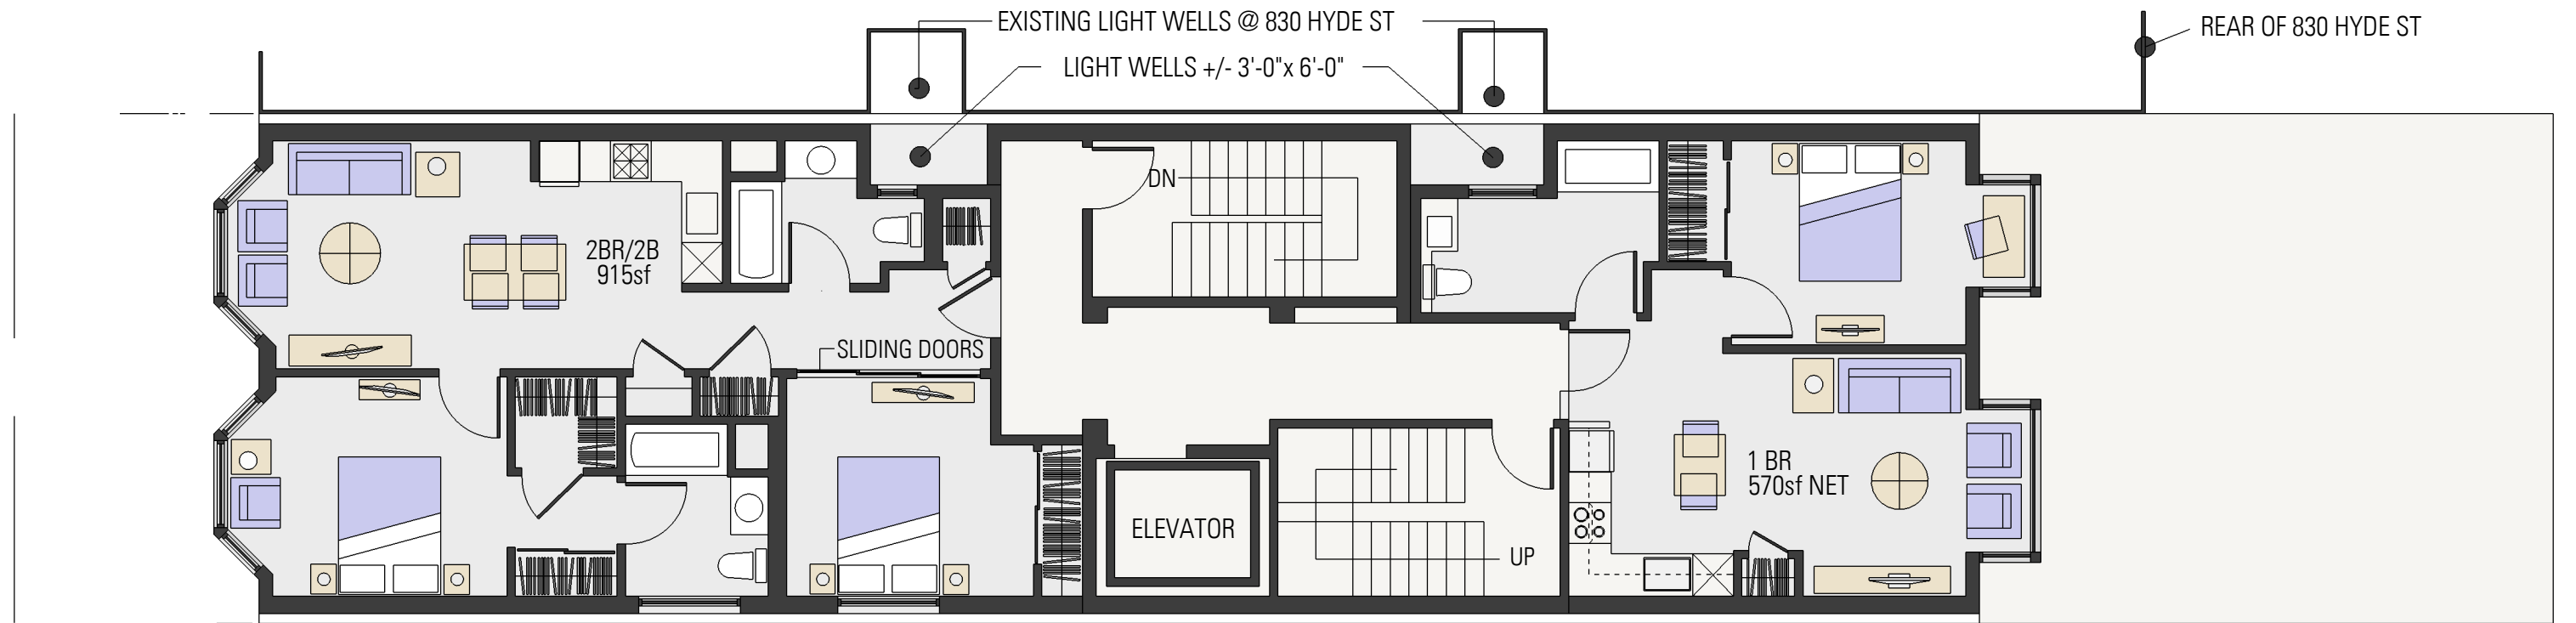 EXISTING LIGHT WELLS @ 830 HYDE ST
REAR OF 830 HYDE ST
LIGHT WELLS +/- 3'-0"x 6'-0"
DN
2BR/2B
915sf
SLIDING DOORS
1 BR
570sf NET
ELEVATOR
UP